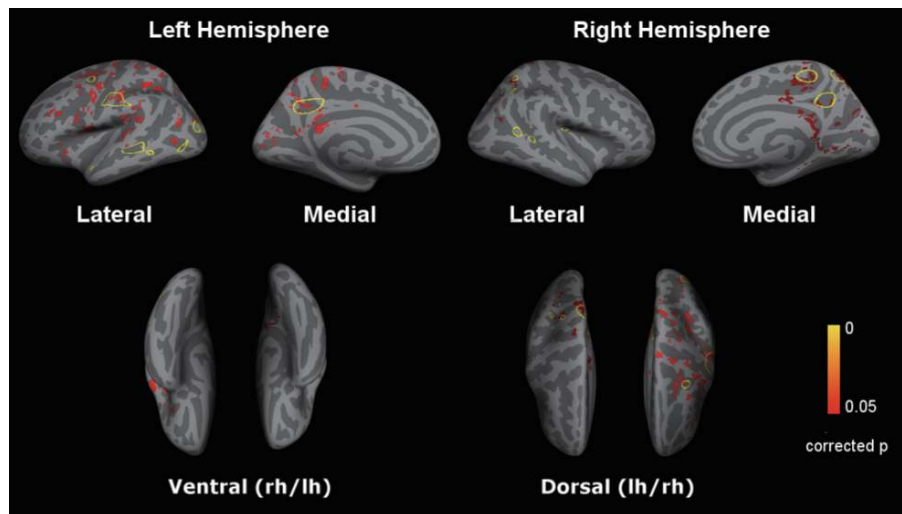 Left Hemisphere
Right Hemisphere
Lateral
Medial
Lateral
Medial
0
0.05
corrected p
Ventral (rh/lh)
Dorsal (lh/rh)